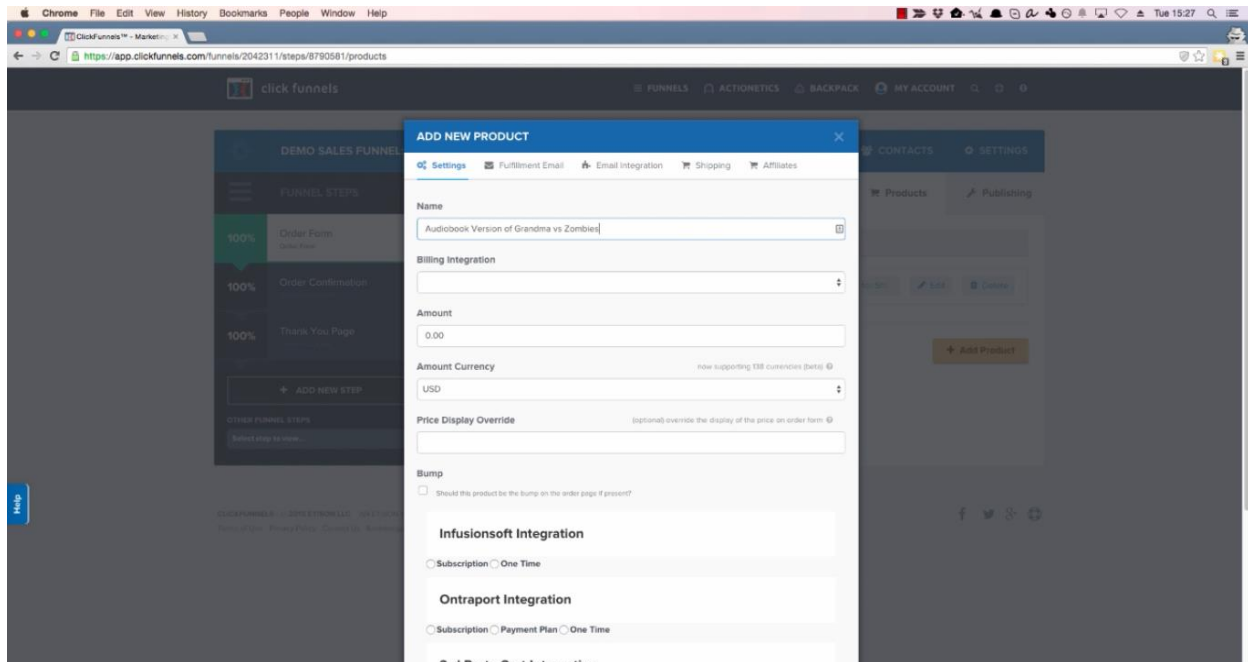 Chrome File Edit View History Bookmarks People Window Help
Tue 15:27
ClickFunnels™ - Marketing
https://app.clickfunnels.com/funnels/2042311/steps/8790581/products
click funnels
FUNNELS ACTIONETICS BACKPACK MY ACCOUNT
ADD NEW PRODUCT
DEMO SALES FUNNEL
CONTACTS SETTINGS
Settings Fulfillment Email Email Integration Shipping Affiliates
FUNNEL STEPS
Products Publishing
Name
Audiobook Version of Grandma vs Zombies
100% Order Form
Billing Integration
100% Order Confirmation
Edit Delete
Amount
0.00
100% Thank You Page
+ Add Product
Amount Currency now supporting 138 currencies (beta)
USD
+ ADD NEW STEP
Price Display Override (optional) override the display of the price on order form
OTHER FUNNEL STEPS
Bump
Should this product be the bump on the order page if present?
Help
Infusionsoft Integration
Subscription One Time
Ontraport Integration
Subscription Payment Plan One Time